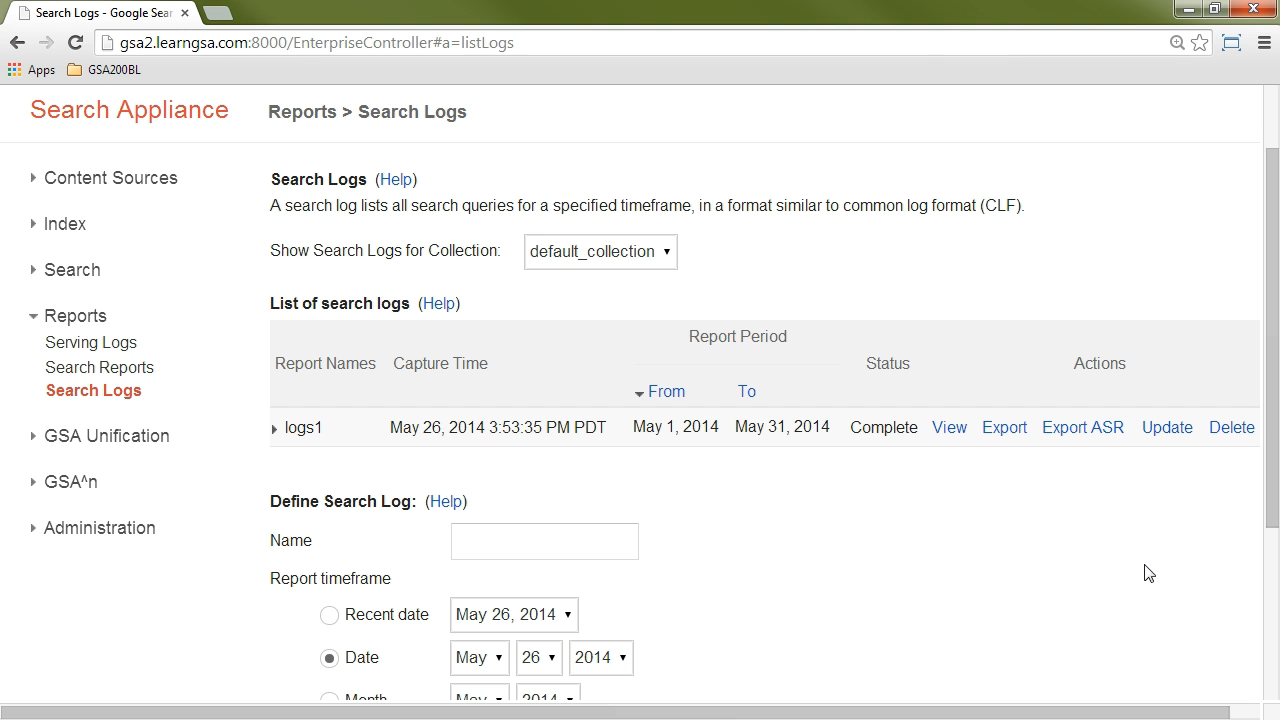 Search Logs - Google Sear
gsa2.learngsa.com:8000/EnterpriseController#a=listLogs
Apps GSA200BL
Search Appliance
Reports > Search Logs
Content Sources
Index
Search
Reports
Serving Logs
Search Reports
Search Logs
GSA Unification
GSA^n
Administration
Search Logs (Help)
A search log lists all search queries for a specified timeframe, in a format similar to common log format (CLF).
Show Search Logs for Collection: default_collection
List of search logs (Help)
Report Period
Report Names Capture Time Status Actions
From To
logs1 May 26, 2014 3:53:35 PM PDT May 1, 2014 May 31, 2014 Complete View Export Export ASR Update Delete
Define Search Log: (Help)
Name
Report timeframe
Recent date May 26, 2014
Date May 26 2014
Month May 2014